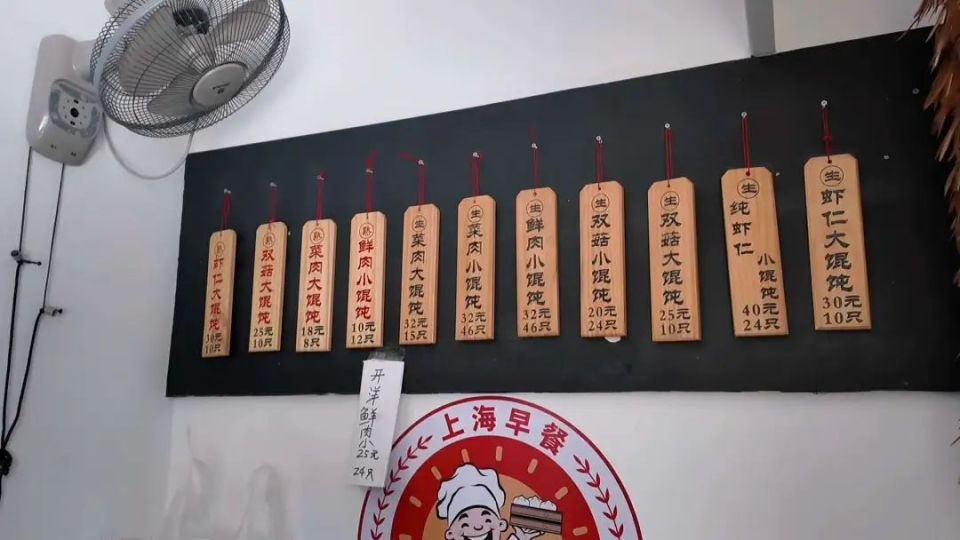 熟
虾仁大馄饨
30元
10只
熟
双菇大馄饨
25元
10只
熟
菜肉大馄饨
18元
8只
熟
鲜肉小馄饨
10元
12只
生
菜肉大馄饨
32元
15只
生
菜肉小馄饨
32元
46只
生
鲜肉小馄饨
32元
46只
生
双菇小馄饨
20元
24只
生
双菇大馄饨
25元
10只
生
纯虾仁
小馄饨
40元
24只
生
虾仁大馄饨
30元
10只
开洋鲜肉小
25元
24只
上海早餐